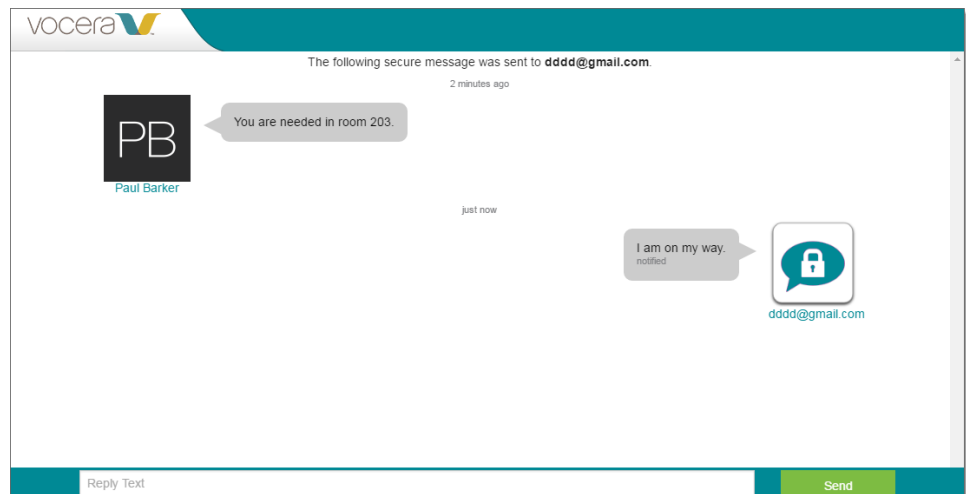 vocera
The following secure message was sent to dddd@gmail.com.
2 minutes ago
PB
You are needed in room 203.
Paul Barker
just now
I am on my way.
notified
dddd@gmail.com
Reply Text
Send